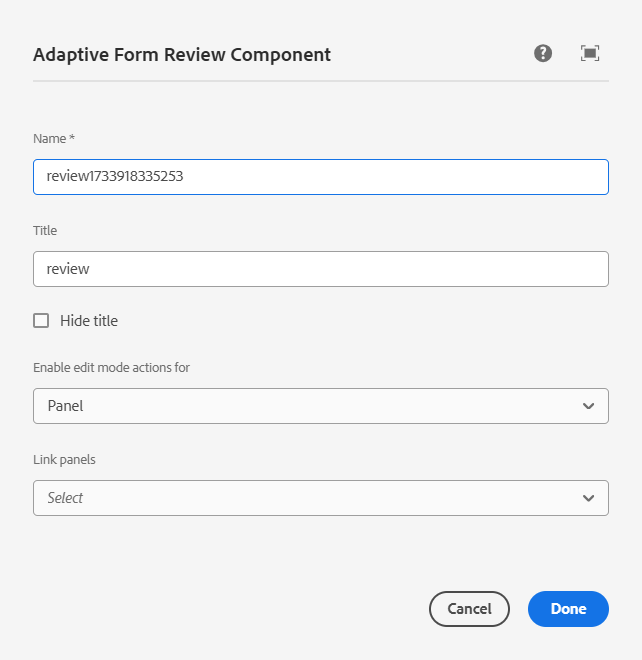 Adaptive Form Review Component
Name *
review1733918335253
Title
review
Hide title
Enable edit mode actions for
Panel
Link panels
Select
Cancel Done